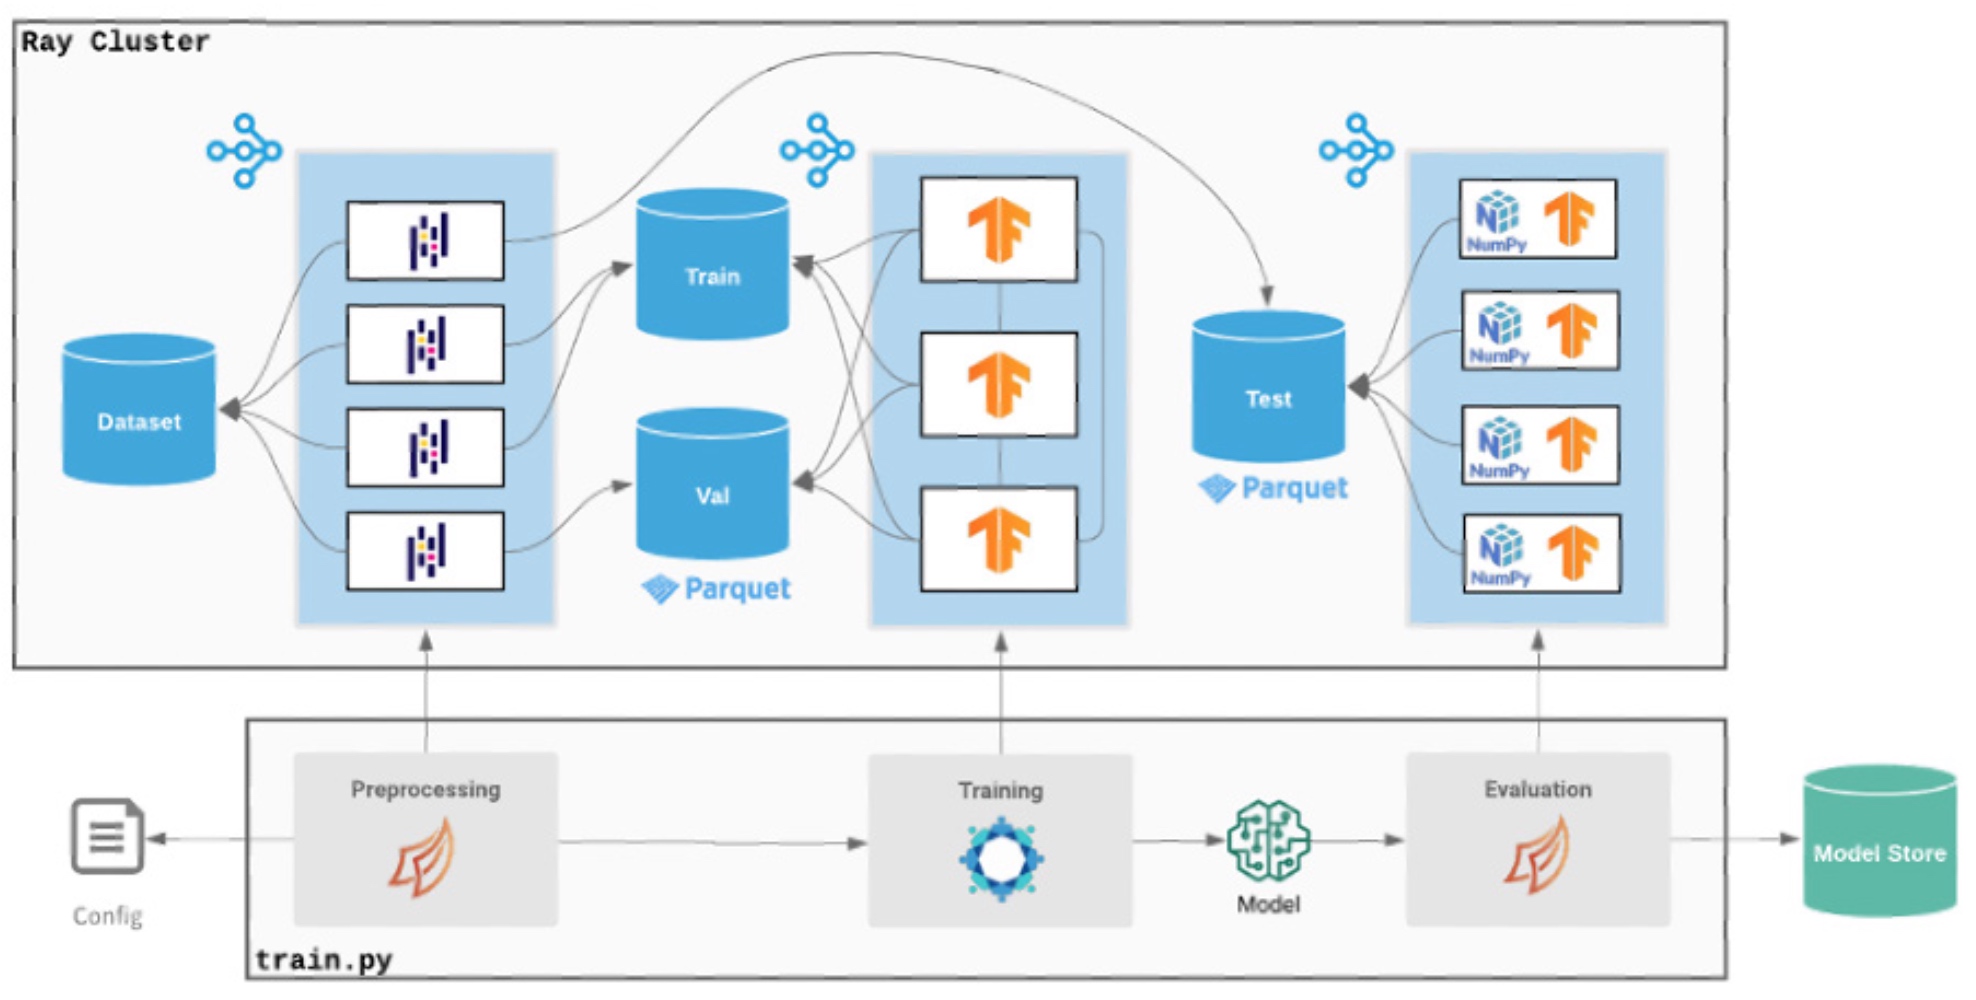 Ray Cluster
Dataset
Train
Val
Parquet
Test
Parquet
NumPy
NumPy
NumPy
NumPy
Preprocessing
Training
Model
Evaluation
Config
Model Store
train.py